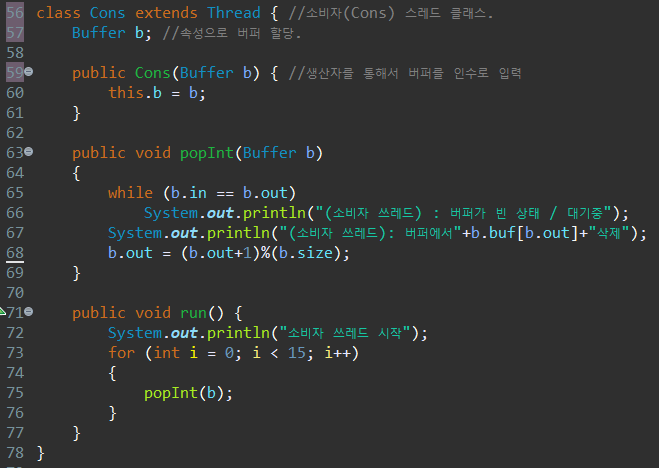 56 class Cons extends Thread { //소비자(Cons) 스레드 클래스.
57     Buffer b; //속성으로 버퍼 할당.
58
59     public Cons(Buffer b) { //생산자를 통해서 버퍼를 인수로 입력
60         this.b = b;
61     }
62
63     public void popInt(Buffer b)
64     {
65         while (b.in == b.out)
66             System.out.println("(소비자 쓰레드) : 버퍼가 빈 상태 / 대기중");
67         System.out.println("(소비자 쓰레드): 버퍼에서"+b.buf[b.out]+"삭제");
68         b.out = (b.out+1)%(b.size);
69     }
70
71     public void run() {
72         System.out.println("소비자 쓰레드 시작");
73         for (int i = 0; i < 15; i++)
74         {
75             popInt(b);
76         }
77     }
78 }